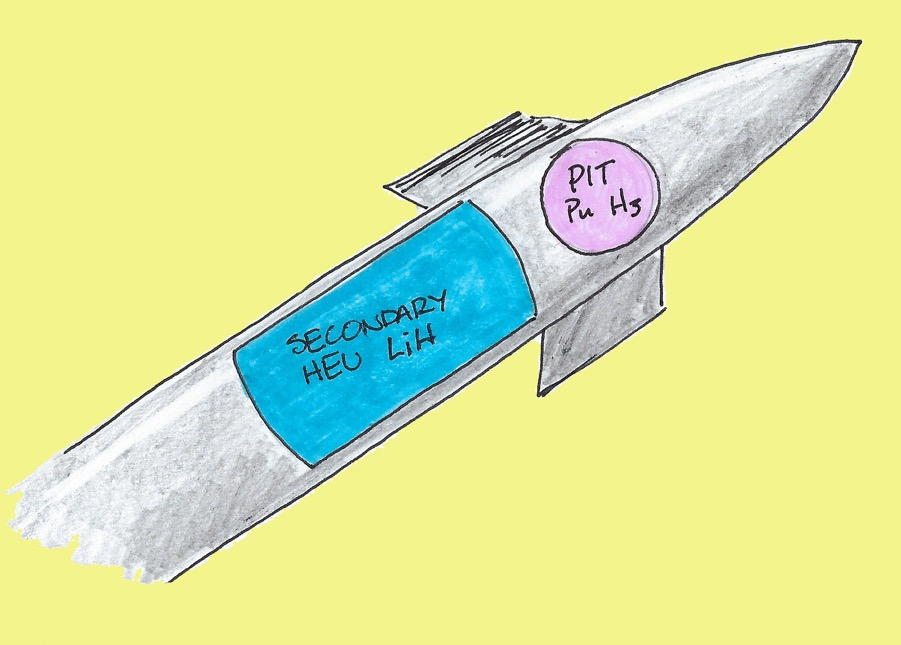 PIT
Pu H3
SECONDARY
HEU LiH